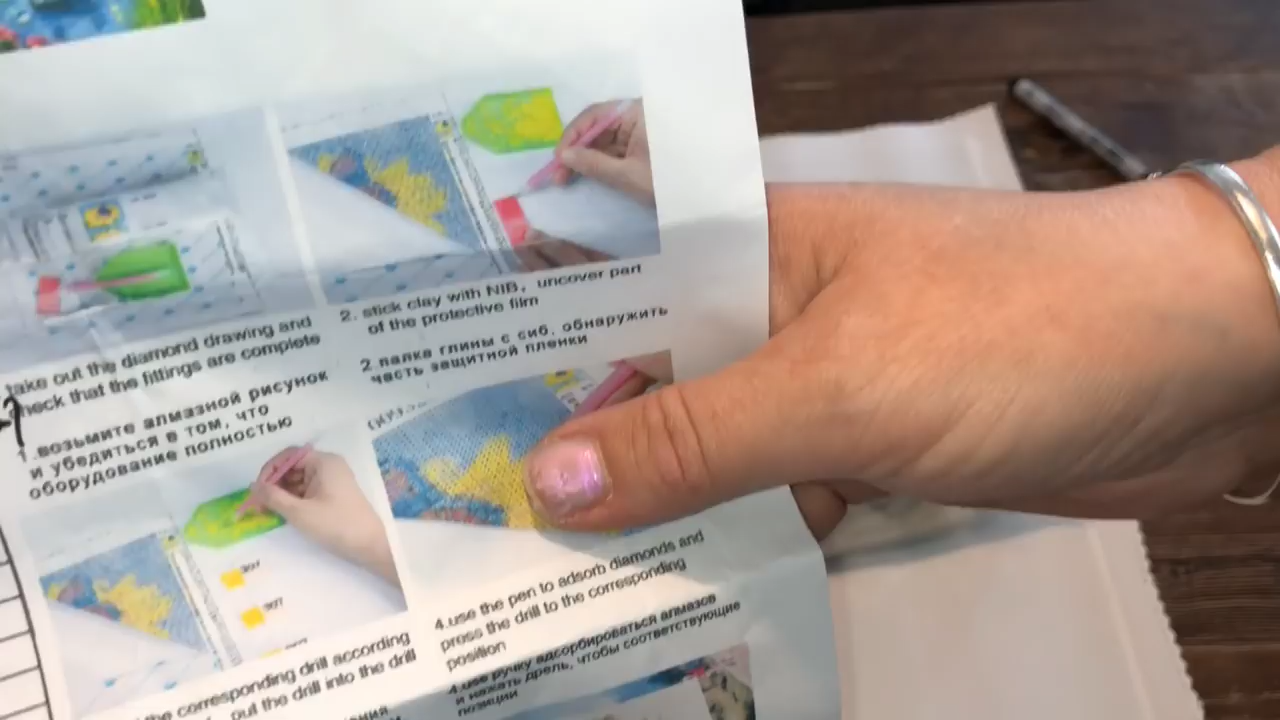 take out the diamond drawing and
check that the fittings are complete
1.возьмите алмазной рисунок
и убедиться в том, что
оборудование полностью
2. stick clay with NIB, uncover part
of the protective film
2 палка глины с сиб, обнаружить
часть защитной пленки
307
307
the corresponding drill according
put the drill into the drill
4.use the pen to adsorb diamonds and
press the drill to the corresponding
position
4.use ручку адсорбироваться алмазов
и нажать дрель, чтобы соответствующие
позиции